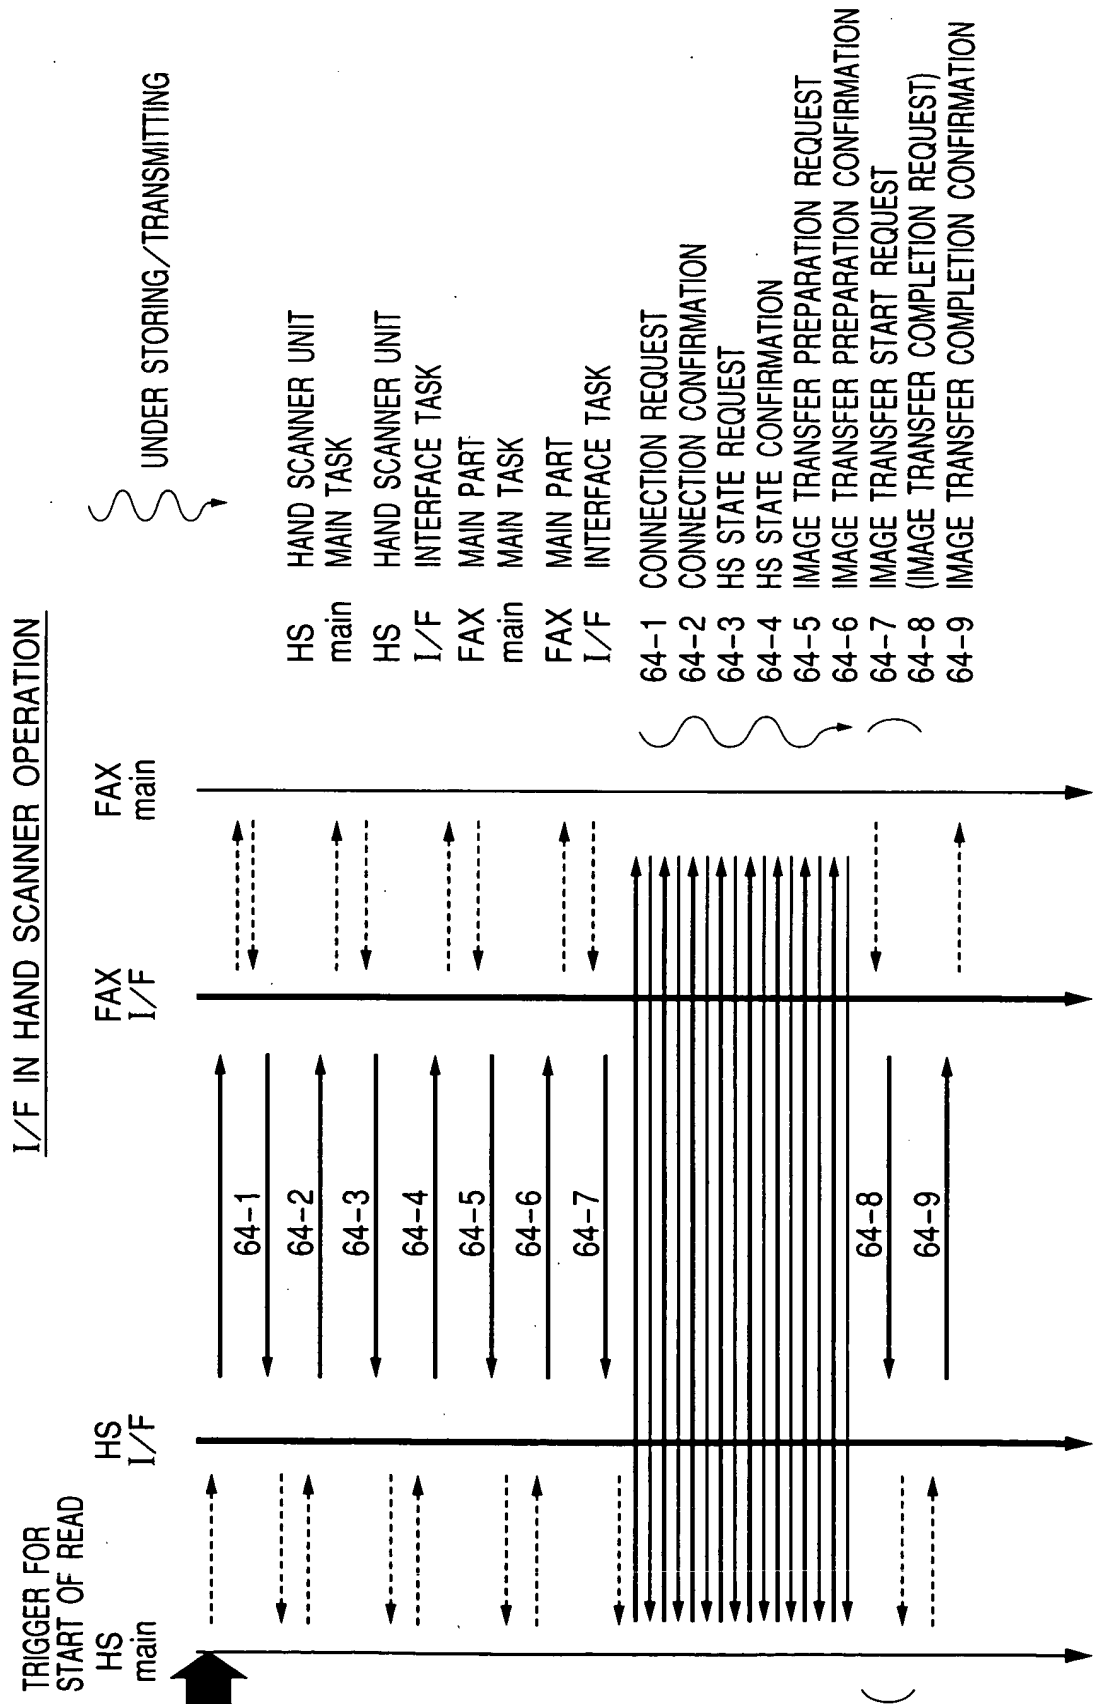 I/F IN HAND SCANNER OPERATION
TRIGGER FOR
START OF READ
HS
main
HS
I/F
FAX
I/F
FAX
main
64-1
64-2
64-3
64-4
64-5
64-6
64-7
64-8
64-9
UNDER STORING/TRANSMITTING
HS HAND SCANNER UNIT
main MAIN TASK
HS HAND SCANNER UNIT
I/F INTERFACE TASK
FAX MAIN PART
main MAIN TASK
FAX MAIN PART
I/F INTERFACE TASK
64-1 CONNECTION REQUEST
64-2 CONNECTION CONFIRMATION
64-3 HS STATE REQUEST
64-4 HS STATE CONFIRMATION
64-5 IMAGE TRANSFER PREPARATION REQUEST
64-6 IMAGE TRANSFER PREPARATION CONFIRMATION
64-7 IMAGE TRANSFER START REQUEST
64-8 (IMAGE TRANSFER COMPLETION REQUEST)
64-9 IMAGE TRANSFER COMPLETION CONFIRMATION